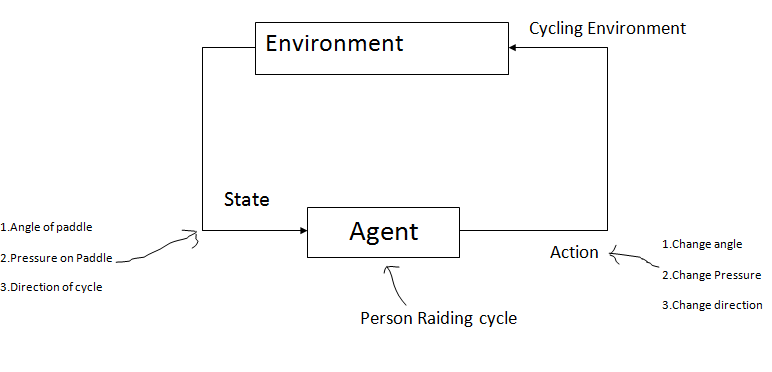 Cycling Environment
Environment
State
1.Angle of paddle
2.Pressure on Paddle
3.Direction of cycle
Agent
Action
1.Change angle
2.Change Pressure
3.Change direction
Person Raiding cycle